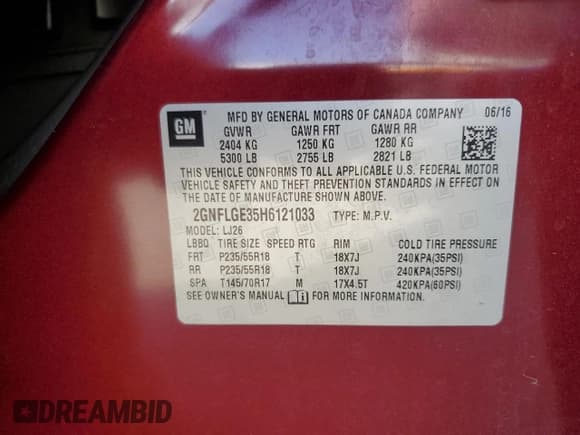 GM
MFD BY GENERAL MOTORS OF CANADA COMPANY 06/16
GVWR GAWR FRT GAWR RR
2404 KG 1250 KG 1280 KG
5300 LB 2755 LB 2821 LB
THIS VEHICLE CONFORMS TO ALL APPLICABLE U.S. FEDERAL MOTOR
VEHICLE SAFETY AND THEFT PREVENTION STANDARDS IN EFFECT ON
THE DATE OF MANUFACTURE SHOWN ABOVE.
2GNFLGE35H6121033 TYPE: M.P.V.
MODEL: LJ26
LBBQ TIRE SIZE SPEED RTG RIM COLD TIRE PRESSURE
FRT P235/55R18 T 18X7J 240KPA(35PSI)
RR P235/55R18 T 18X7J 240KPA(35PSI)
SPA T145/70R17 M 17X4.5T 420KPA(60PSI)
SEE OWNER'S MANUAL FOR MORE INFORMATION.
DREAMBID